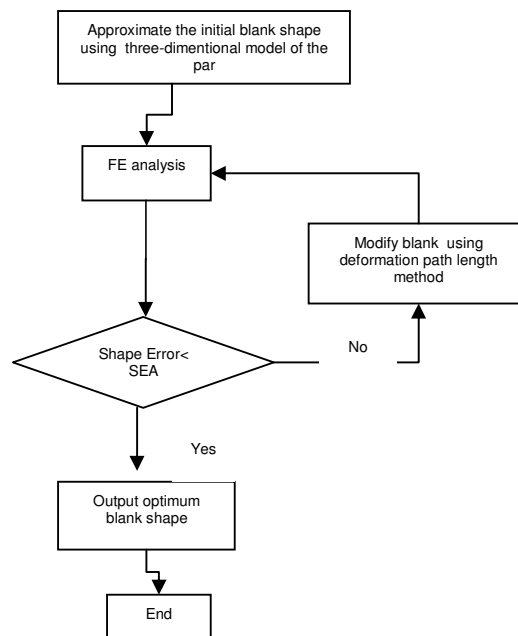 Approximate the initial blank shape
using three-dimentional model of the
par
FE analysis
Modify blank using
deformation path length
method
Shape Error<
SEA
No
Yes
Output optimum
blank shape
End